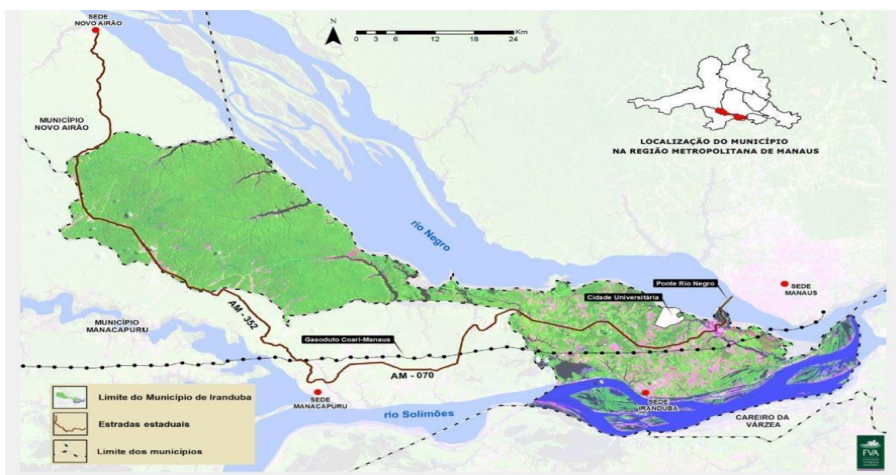 SEDE
NOVO AIRÃO
N
Km
0 3 6 12 18 24
MUNICÍPIO
NOVO AIRÃO
LOCALIZAÇÃO DO MUNICÍPIO
NA REGIÃO METROPOLITANA DE MANAUS
rio Negro
Ponte Rio Negro
Cidade Universitária
SEDE
MANAUS
AM - 352
MUNICÍPIO
MANACAPURU
Gasoduto Coari-Manaus
AM - 070
SEDE
MANACAPURU
rio Solimões
SEDE
IRANDUBA
CAREIRO DA
VÁRZEA
Limite do Município de Iranduba
Estradas estaduais
Limite dos municípios
FVA